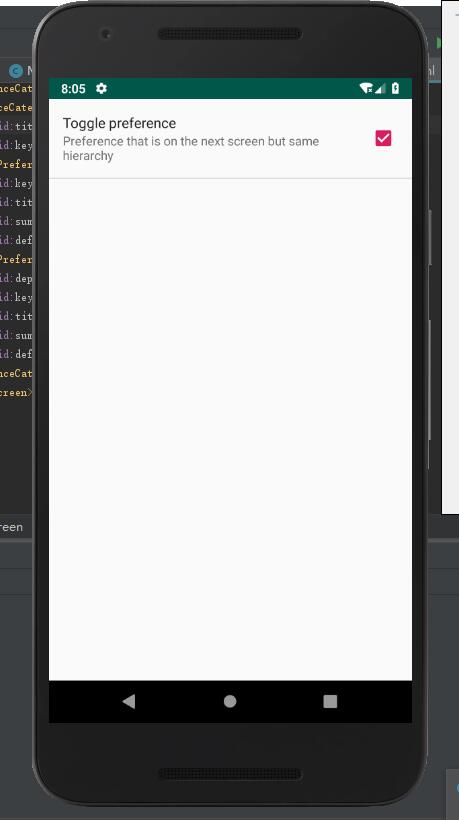 8:05
Toggle preference
Preference that is on the next screen but same
hierarchy
nceCat
nceCate
id:tit
id:key
Prefer
id:key
id:tit
id:sum
id:def
Prefer
id:dep
id:key
id:tit
id:sum
id:def
nceCat
creen>
reen